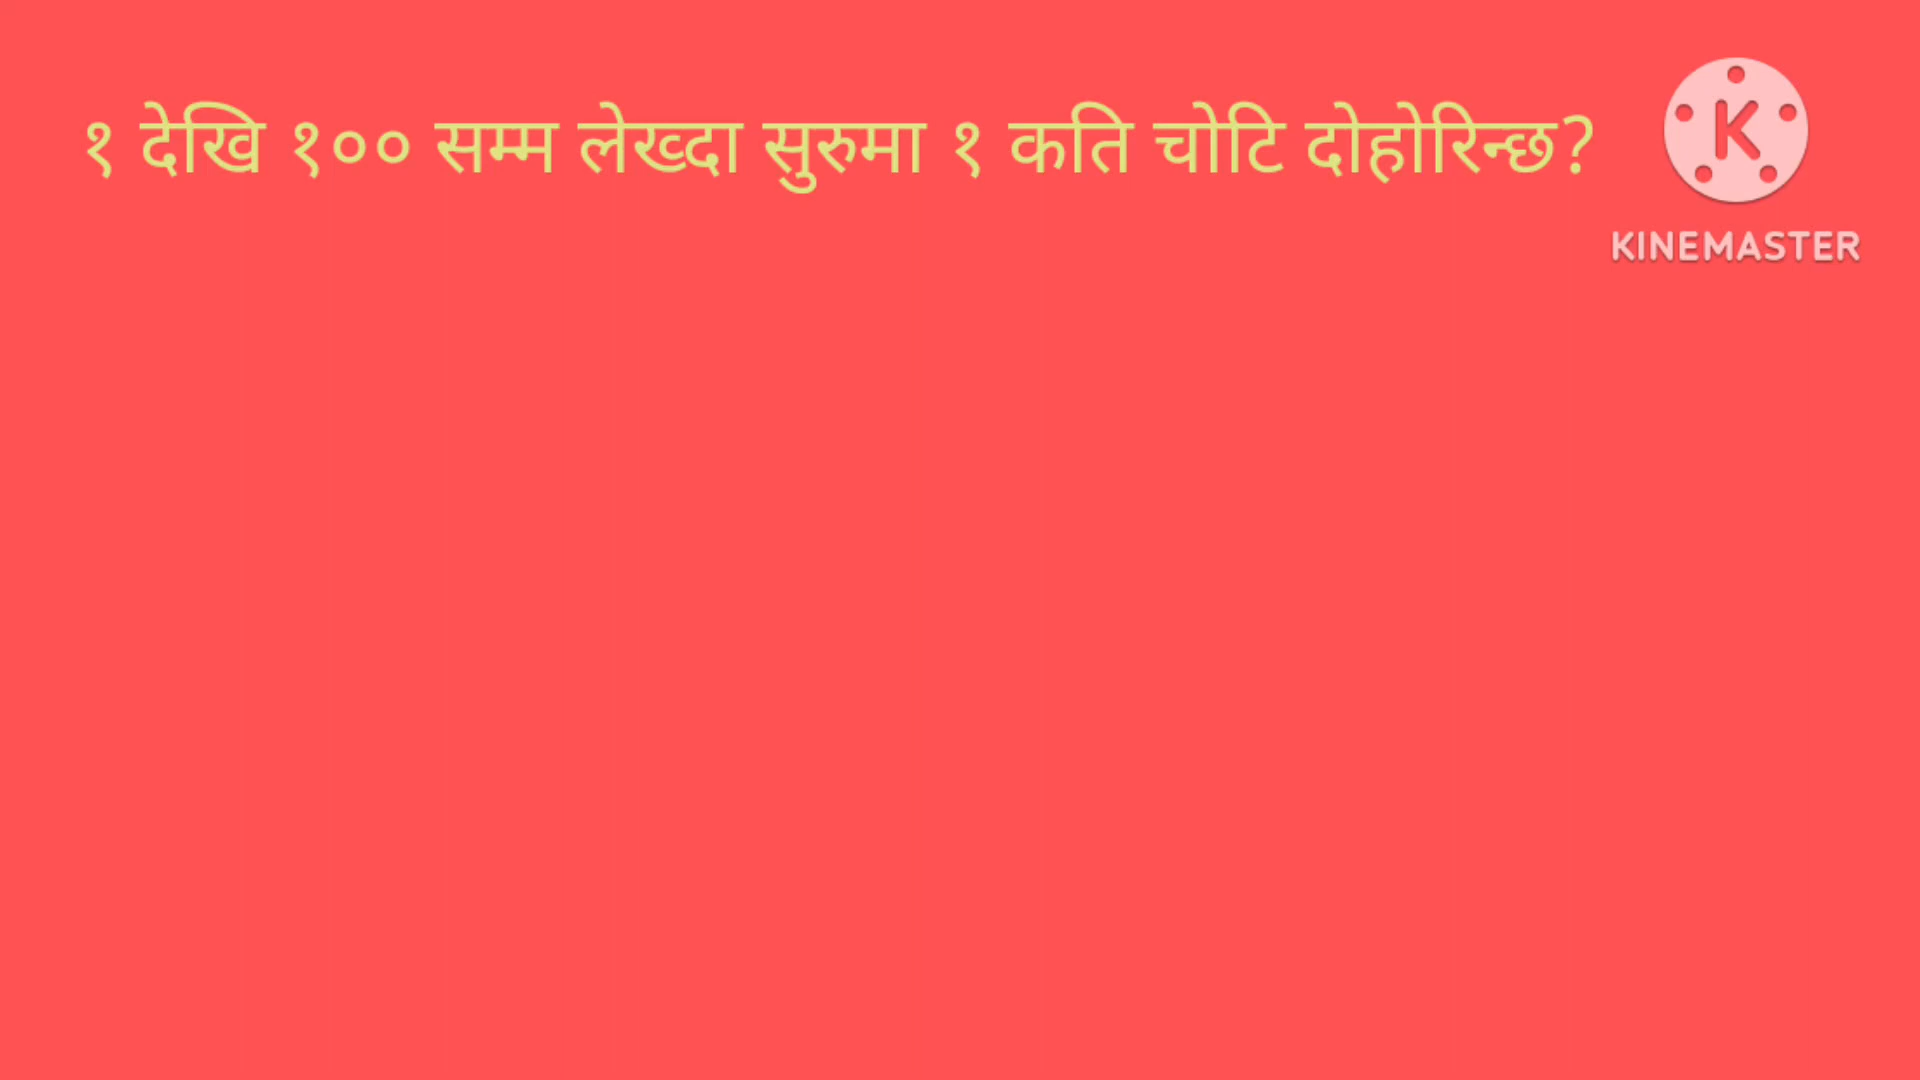 १ देखि १०० सम्म लेख्दा सुरुमा १ कति चोटि दोहोरिन्छ?
K
KINEMASTER